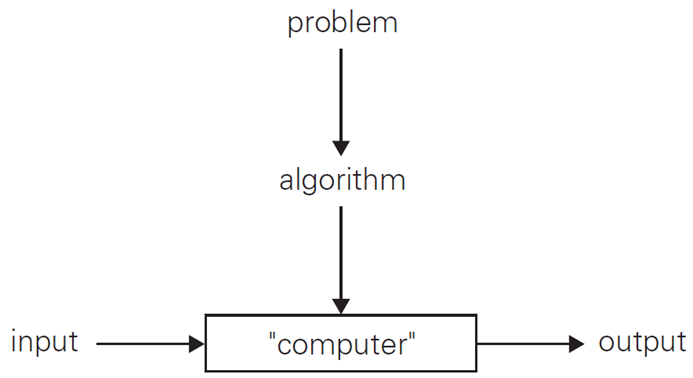 problem
algorithm
input
"computer"
output